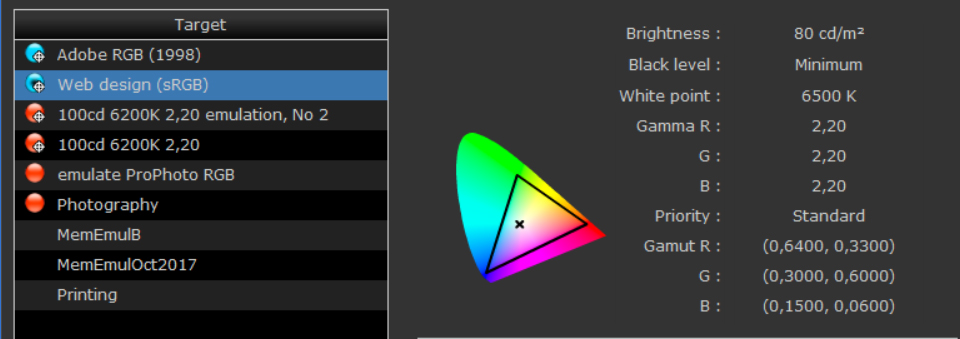 Target
Adobe RGB (1998)
Web design (sRGB)
100cd 6200K 2,20 emulation, No 2
100cd 6200K 2,20
emulate ProPhoto RGB
Photography
MemEmulB
MemEmulOct2017
Printing
Brightness : 80 cd/m²
Black level : Minimum
White point : 6500 K
Gamma R : 2,20
G : 2,20
B : 2,20
Priority : Standard
Gamut R : (0,6400, 0,3300)
G : (0,3000, 0,6000)
B : (0,1500, 0,0600)